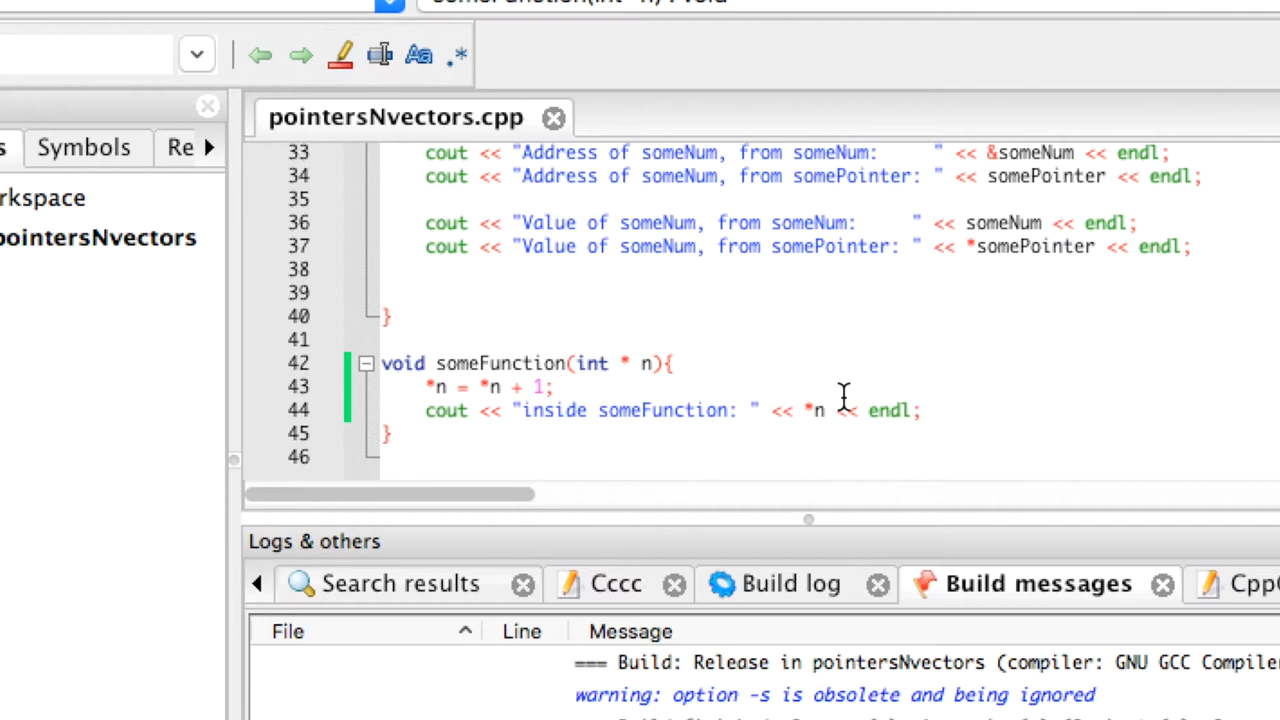 pointersNvectors.cpp
Symbols
Re
rkspace
pointersNvectors
33 cout << "Address of someNum, from someNum:      " << &someNum << endl;
34 cout << "Address of someNum, from somePointer: " << somePointer << endl;
35
36 cout << "Value of someNum, from someNum:      " << someNum << endl;
37 cout << "Value of someNum, from somePointer: " << *somePointer << endl;
38
39
40 }
41
42 void someFunction(int * n){
43 *n = *n + 1;
44 cout << "inside someFunction: " << *n << endl;
45 }
46
Logs & others
Search results Cccc Build log Build messages Cpp
File Line Message
=== Build: Release in pointersNvectors (compiler: GNU GCC Compile
warning: option -s is obsolete and being ignored